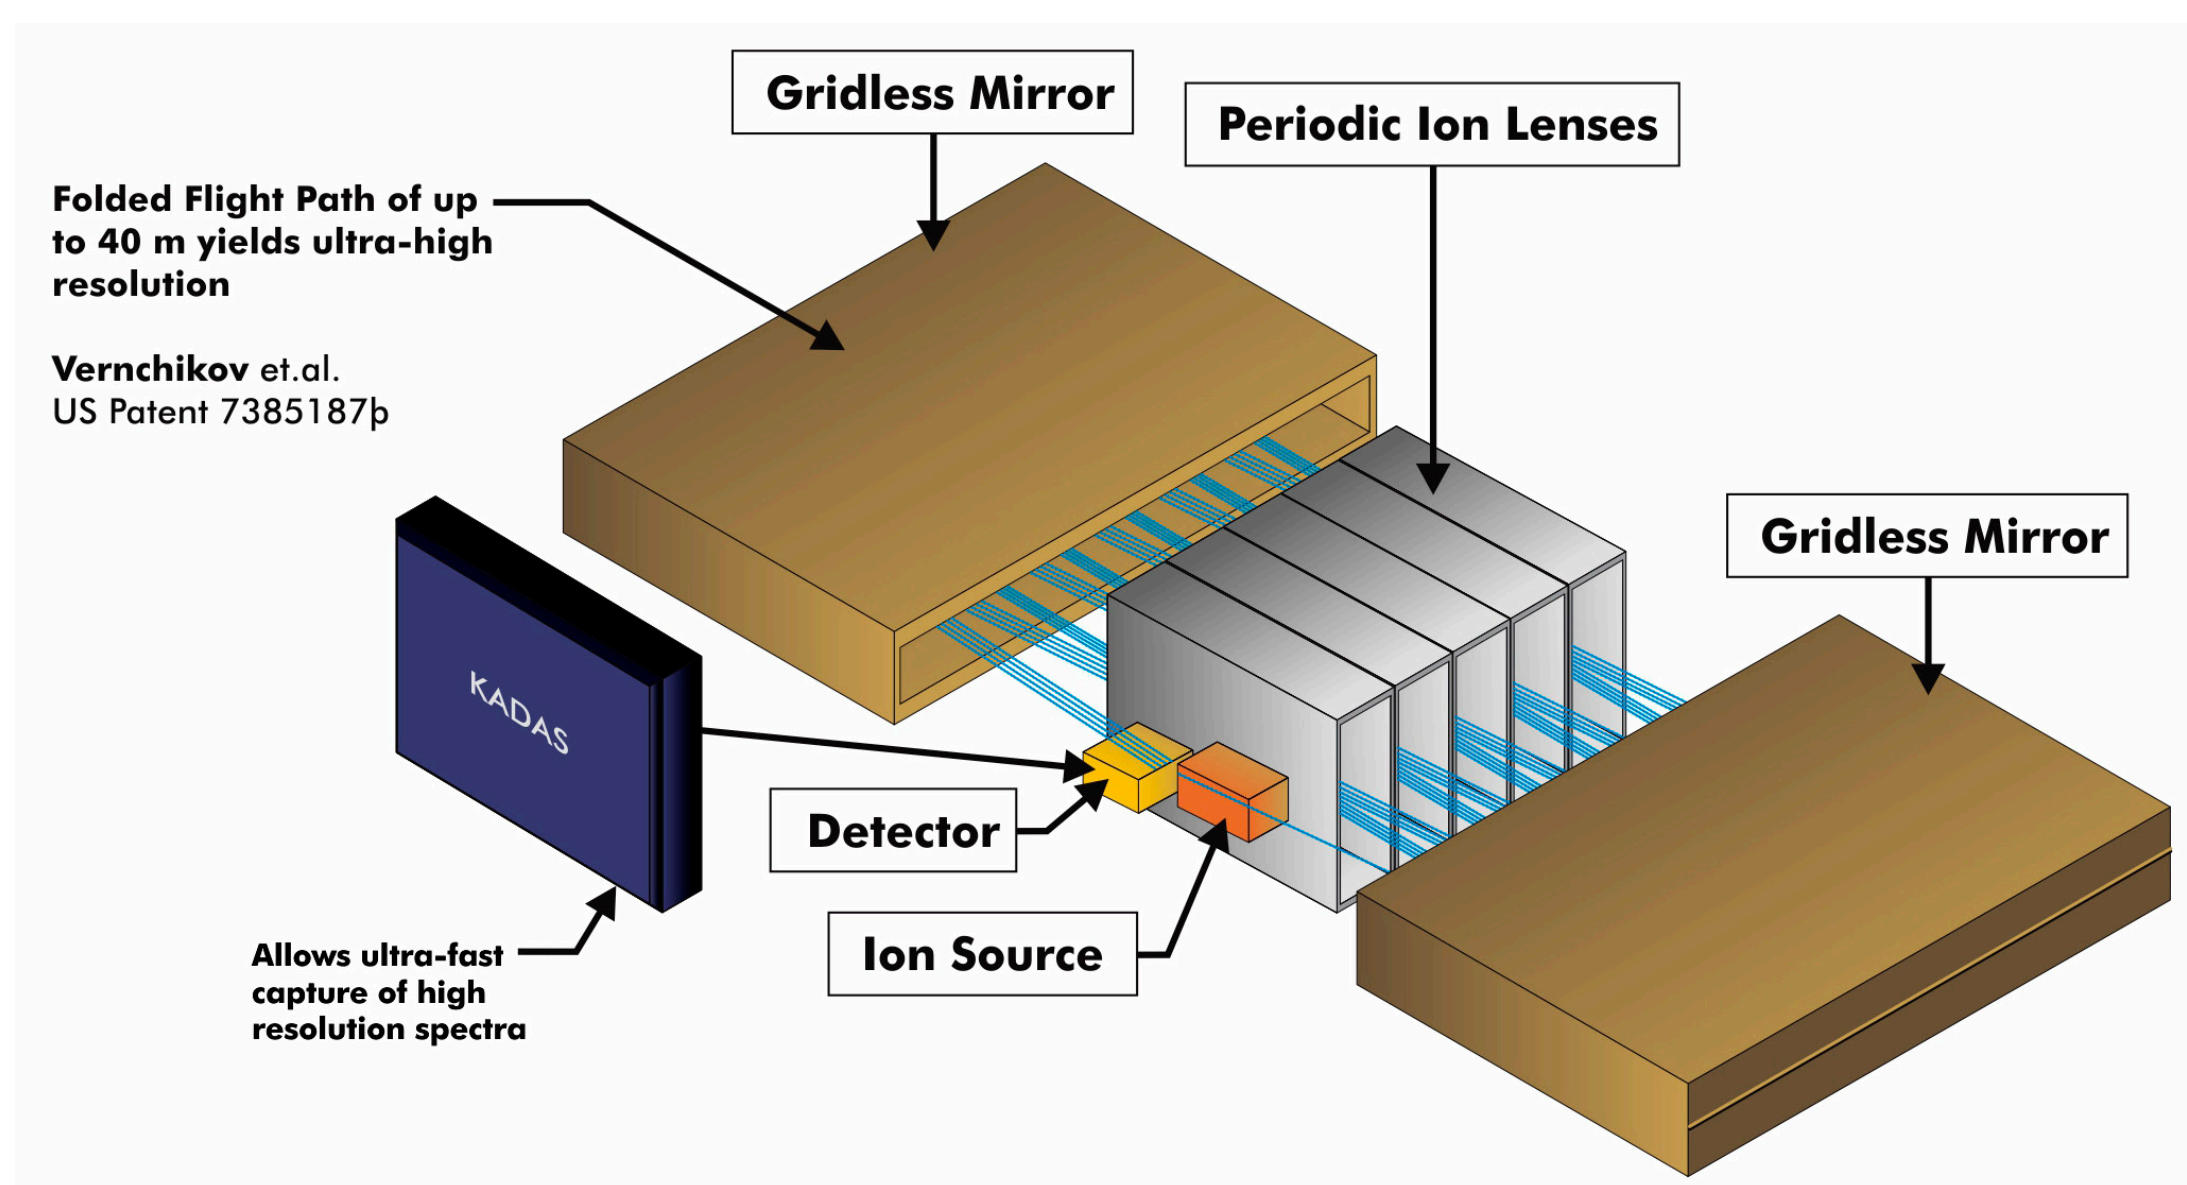 Gridless Mirror
Periodic Ion Lenses
Folded Flight Path of up
to 40 m yields ultra-high
resolution
Vernchikov et.al.
US Patent 7385187þ
Gridless Mirror
KADAS
Detector
Ion Source
Allows ultra-fast
capture of high
resolution spectra